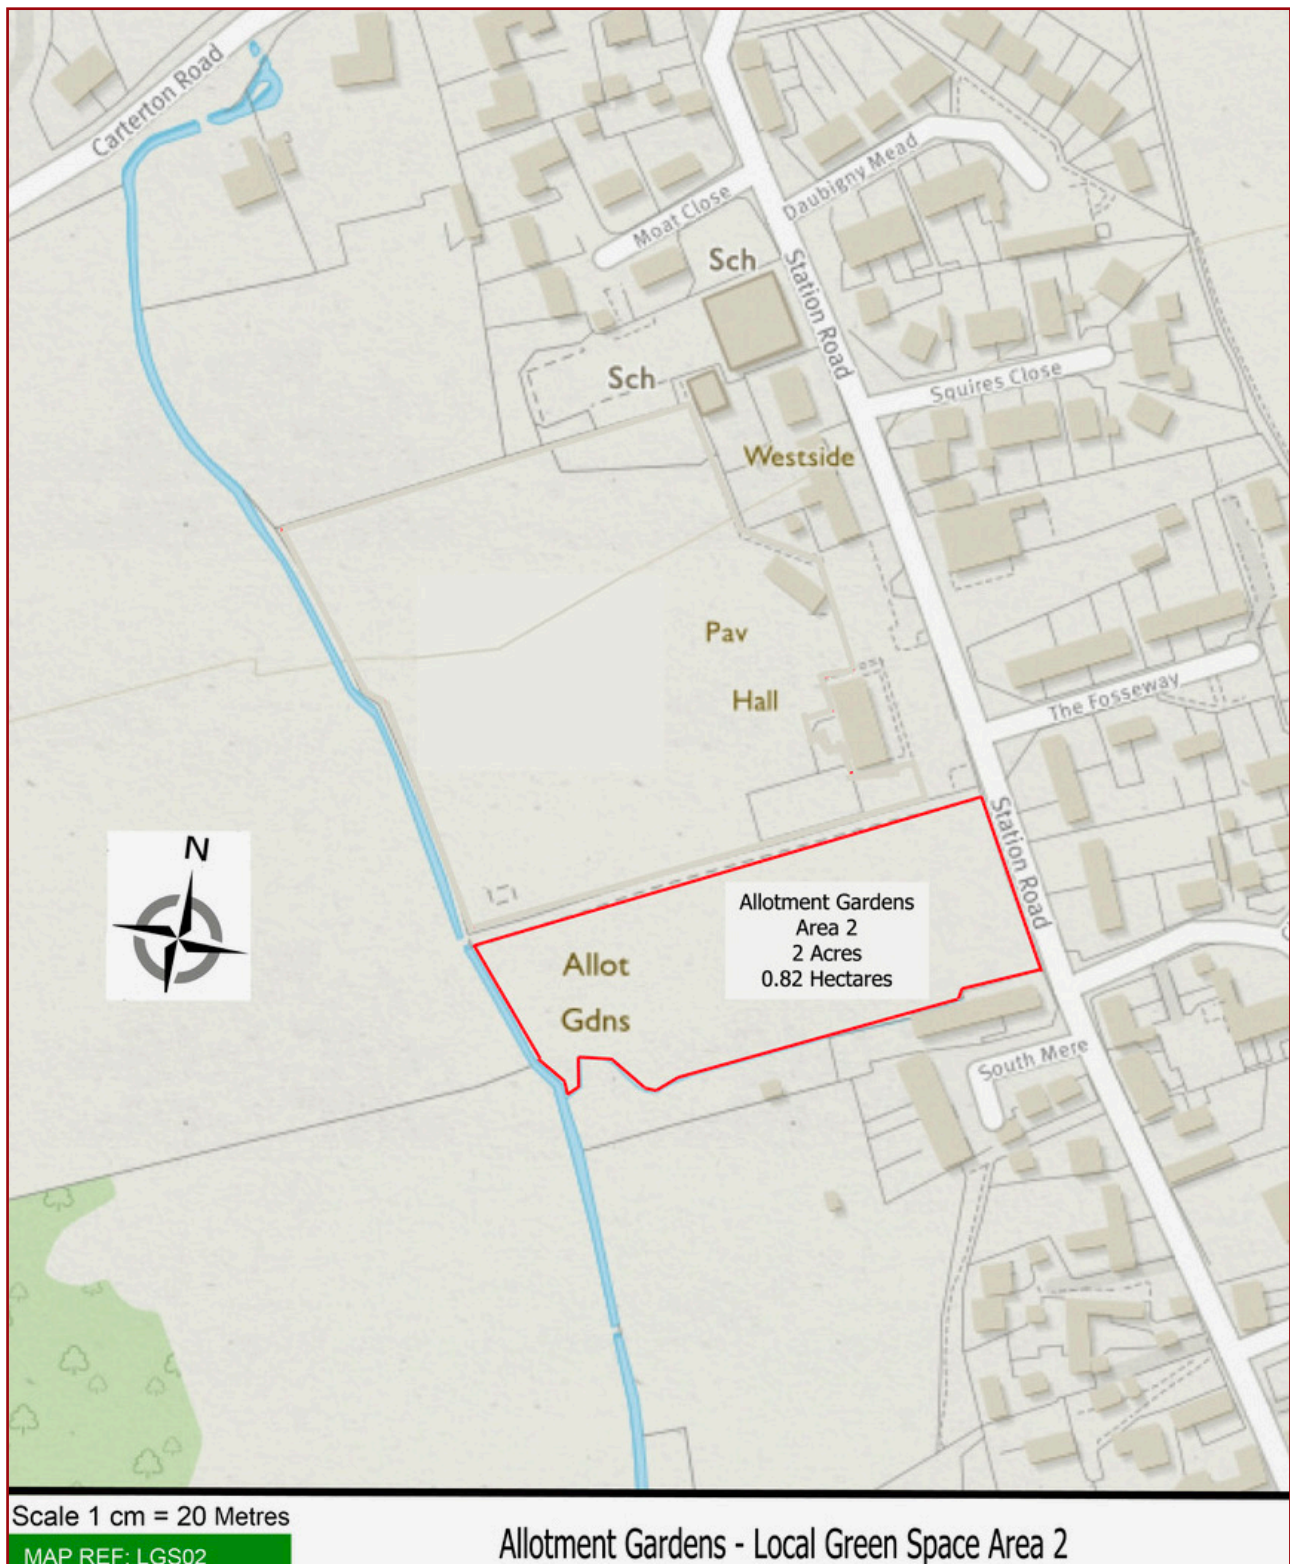 Carterton Road
Moat Close
Daubigny Mead
Sch
Station Road
Sch
Squires Close
Westside
Pav
Hall
The Fosseway
N
Station Road
Allotment Gardens
Area 2
2 Acres
0.82 Hectares
Allot
Gdns
South Mere
Scale 1 cm = 20 Metres
MAP REF: LGS02
Allotment Gardens - Local Green Space Area 2